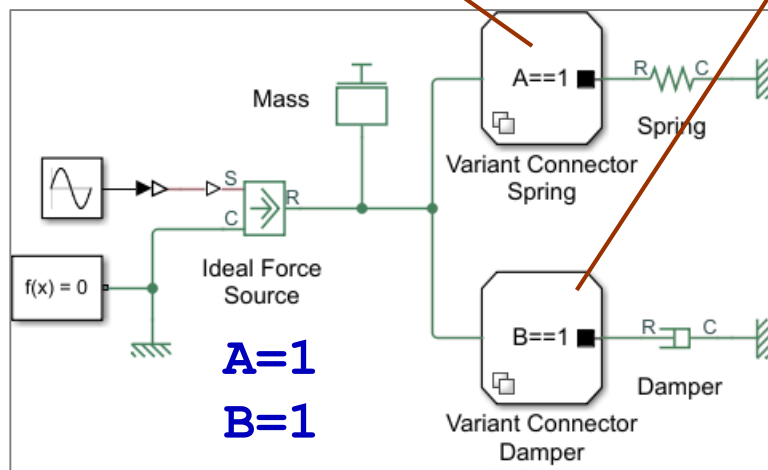 Mass
A==1
R
C
Spring
Variant Connector
Spring
S
C
R
f(x) = 0
Ideal Force
Source
A=1
B=1
B==1
R
C
Damper
Variant Connector
Damper